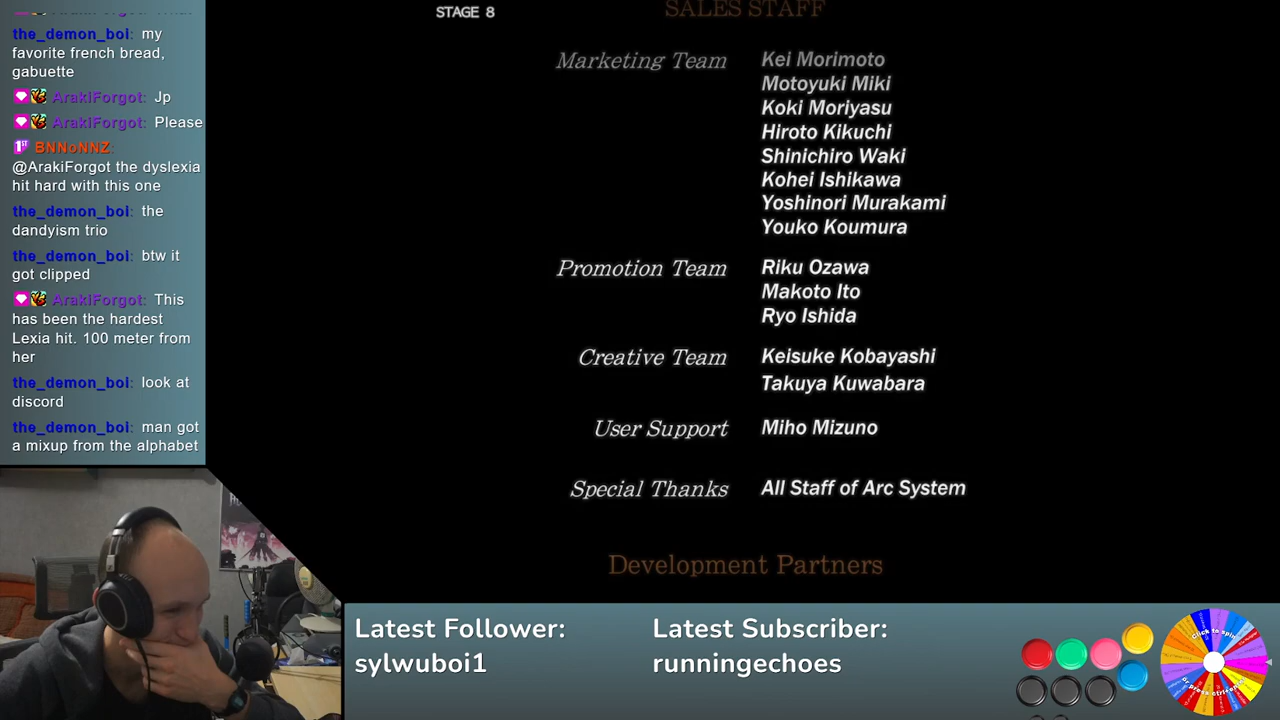 the_demon_boi: my
favorite french bread,
gabuette
ArakiForgot: Jp
ArakiForgot: Please
1ST BNNoNNZ:
@ArakiForgot the dyslexia
hit hard with this one
the_demon_boi: the
dandyism trio
the_demon_boi: btw it
got clipped
ArakiForgot: This
has been the hardest
Lexia hit. 100 meter from
her
the_demon_boi: look at
discord
the_demon_boi: man got
a mixup from the alphabet
STAGE 8
SALES STAFF
Marketing Team Kei Morimoto
Motoyuki Miki
Koki Moriyasu
Hiroto Kikuchi
Shinichiro Waki
Kohei Ishikawa
Yoshinori Murakami
Youko Koumura
Promotion Team Riku Ozawa
Makoto Ito
Ryo Ishida
Creative Team Keisuke Kobayashi
Takuya Kuwabara
User Support Miho Mizuno
Special Thanks All Staff of Arc System
Development Partners
Latest Follower:
sylwuboi1
Latest Subscriber:
runningechoes
Click to spin